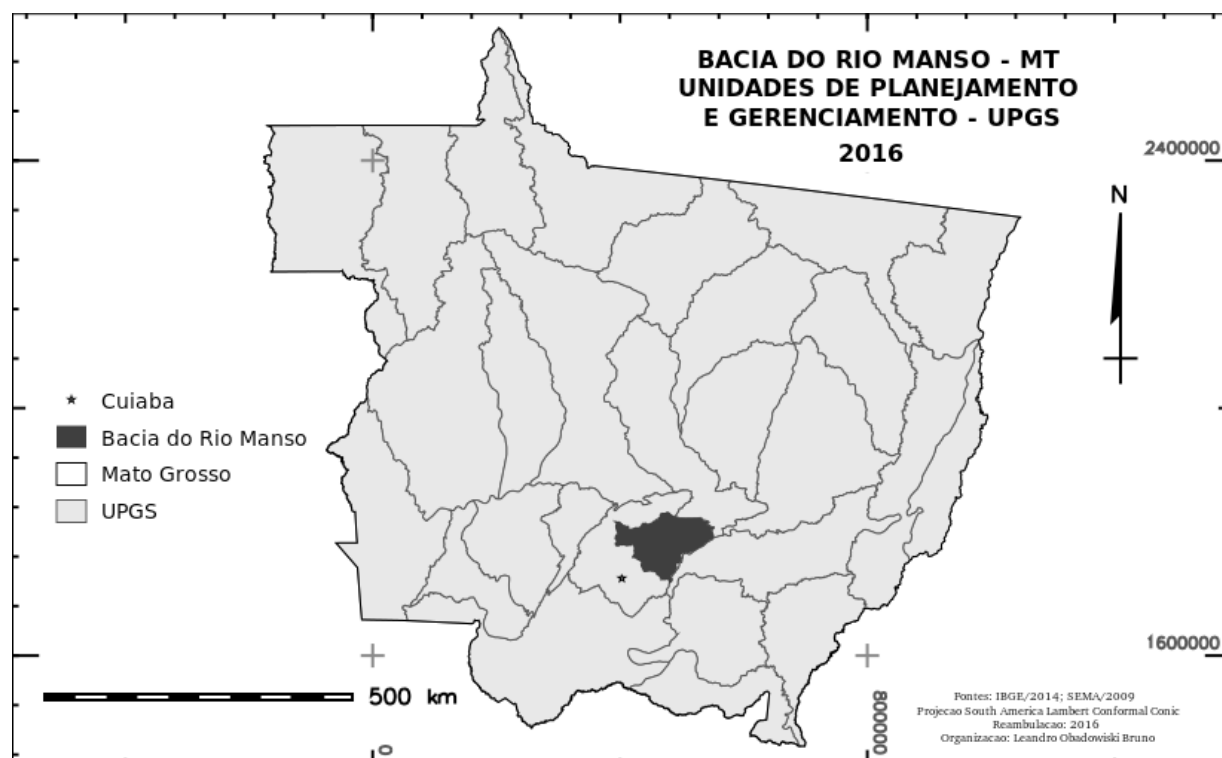 BACIA DO RIO MANSO - MT
UNIDADES DE PLANEJAMENTO
E GERENCIAMENTO - UPGS
2016
2400000
N
Cuiaba
Bacia do Rio Manso
Mato Grosso
UPGS
1600000
500 km
0
800000
Fontes: IBGE/2014; SEMA/2009
Projecao South America Lambert Conformal Conic
Reambulacao: 2016
Organizacao: Leandro Obadowiski Bruno